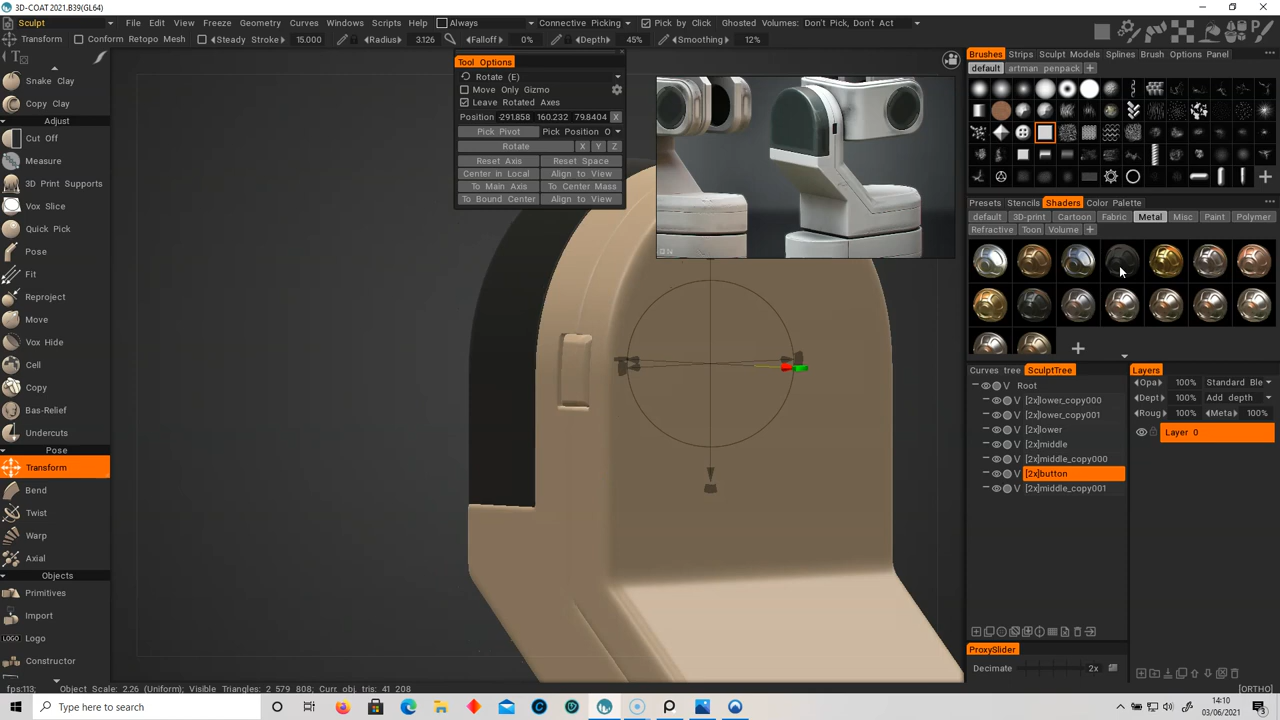 3D-COAT 2021.B39(GL64)
Sculpt File Edit View Symmetry Freeze Geometry Curves Windows Scripts Help Always Connective Picking Pick by Click Ghosted Volumes: Don't Pick, Don't Act
Transform Conform Retopo Mesh Steady Stroke 15.000 Radius 3.126 Falloff 0% Depth 45% Smoothing 12%
Snake Clay
Copy Clay
Adjust
Cut Off
Measure
3D Print Supports
Vox Slice
Quick Pick
Pose
Fit
Reproject
Move
Vox Hide
Cell
Copy
Bas-Relief
Undercuts
Pose
Transform
Bend
Twist
Warp
Axial
Objects
Primitives
Import
LOGO Logo
Constructor
Tool Options
Rotate (E)
Move Only Gizmo
Leave Rotated Axes
Position -291.858 160.232 79.8404 X
Pick Pivot Pick Position O
Rotate X Y Z
Reset Axis Reset Space
Center in Local Align to View
To Main Axis To Center Mass
To Bound Center Align to View
Brushes Strips Sculpt Models Splines Brush Options Panel
default artman penpack +
Presets Stencils Shaders Color Palette
default 3D-print Cartoon Fabric Metal Misc Paint Polymer
Refractive Toon Volume +
Curves tree SculptTree
Root
V [2x]lower_copy000
V [2x]lower_copy001
V [2x]lower
V [2x]middle
V [2x]middle_copy000
V [2x]button
V [2x]middle_copy001
Layers
Opa 100% Standard Ble
Dept 100% Add depth
Roug 100% Meta 100%
Layer 0
ProxySlider
Decimate 2x
fps:113; Object Scale: 2.26 (Uniform); Visible Triangles: 2 579 808; Curr. obj. tris: 41 208
[ORTHO]
Type here to search
14:10
03/06/2021